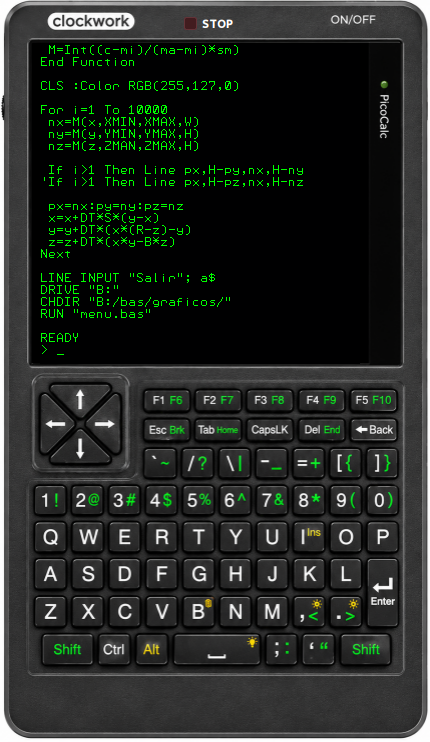 clockwork
STOP
ON/OFF
M=Int((c-mi)/(ma-mi)*sm)
End Function
CLS :Color RGB(255,127,0)
For i=1 To 10000
nx=M(x,XMIN,XMAX,W)
ny=M(y,YMIN,YMAX,H)
nz=M(z,ZMAN,ZMAX,H)
If i>1 Then Line px,H-py,nx,H-ny
'If i>1 Then Line px,H-pz,nx,H-nz
px=nx:py=ny:pz=nz
x=x+DT*S*(y-x)
y=y+DT*(x*(R-z)-y)
z=z+DT*(x*y-B*z)
Next
LINE INPUT "Salir"; a$
DRIVE "B:"
CHDIR "B:/bas/graficos/"
RUN "menu.bas"
READY
> _
PicoCalc
F1 F6 F2 F7 F3 F8 F4 F9 F5 F10
Esc Brk Tab Home CapsLK Del End Back
` ~ / ? \ | - _ = + [ { ] }
1 ! 2 @ 3 # 4 $ 5 % 6 ^ 7 & 8 * 9 ( 0 )
Q W E R T Y U I Ins O P
A S D F G H J K L Enter
Z X C V B N M , < . >
Shift Ctrl Alt ; : ' " Shift